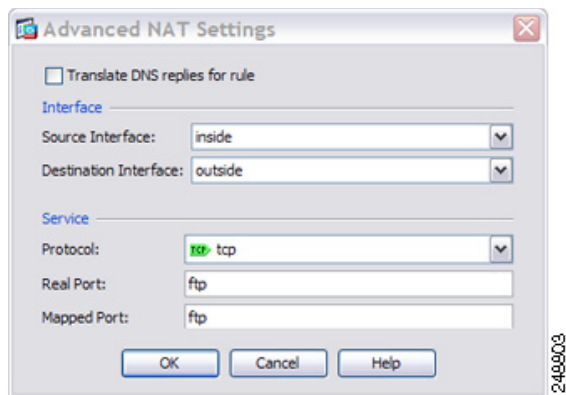 Advanced NAT Settings
Translate DNS replies for rule
Interface
Source Interface: inside
Destination Interface: outside
Service
Protocol: TCP tcp
Real Port: ftp
Mapped Port: ftp
OK Cancel Help
248803